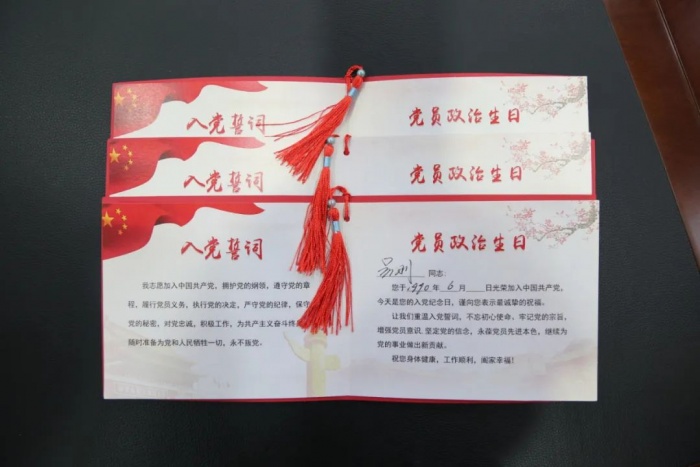 入党誓词
党员政治生日
入党誓词
党员政治生日
入党誓词
我志愿加入中国共产党，拥护党的纲领，遵守党的章
程，履行党员义务，执行党的决定，严守党的纪律，保守
党的秘密，对党忠诚，积极工作，为共产主义奋斗终
随时准备为党和人民牺牲一切，永不叛党。
党员政治生日
同志：
您于1990年6月 日光荣加入中国共产党，
今天是您的入党纪念日，谨向您表示最诚挚的祝福。
让我们重温入党誓词，不忘初心使命，牢记党的宗旨，
增强党员意识，坚定党的信念，永葆党员先进本色，继续为
党的事业做出新贡献。
祝您身体健康，工作顺利，阖家幸福！